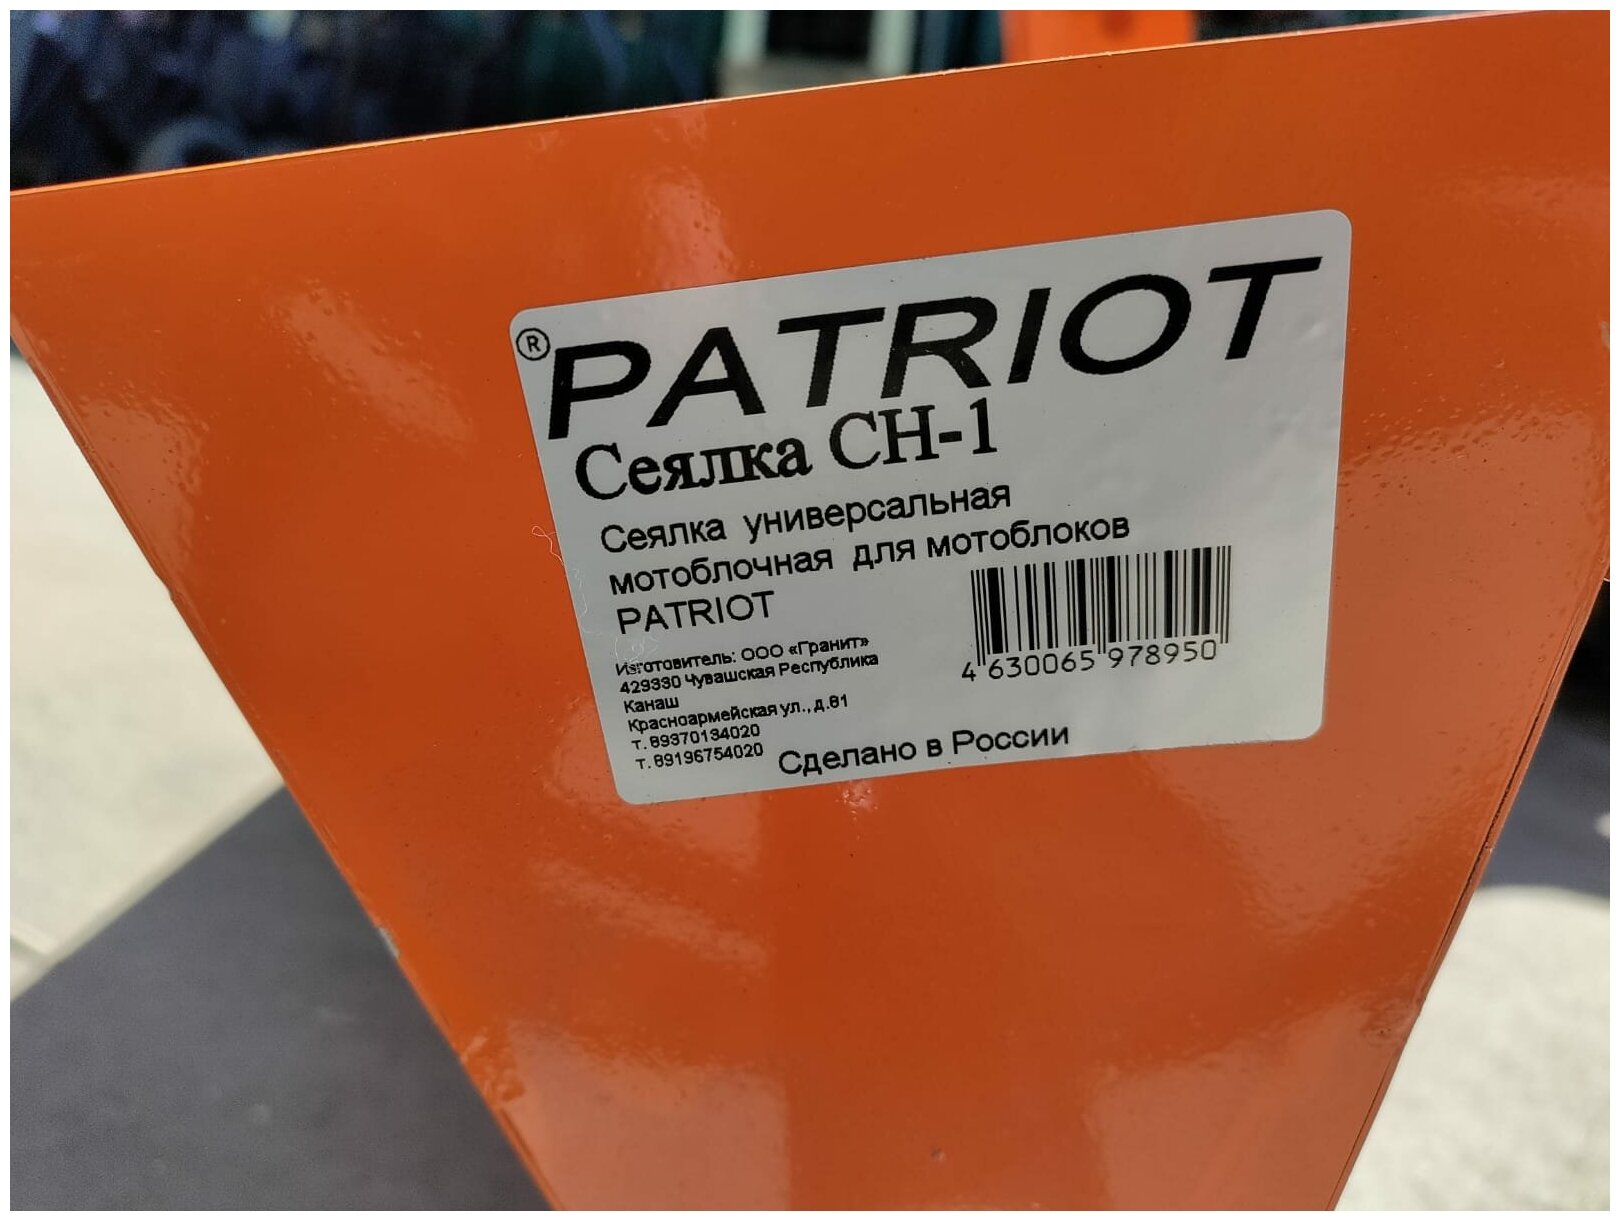 ® PATRIOT
Сеялка СН-1
Сеялка универсальная
мотоблочная для мотоблоков
PATRIOT
Изготовитель: ООО «Гранит»
429330 Чувашская Республика
Канаш
Красноармейская ул., д.81
т.89370134020
т.89196754020
4 630065 978950
Сделано в России